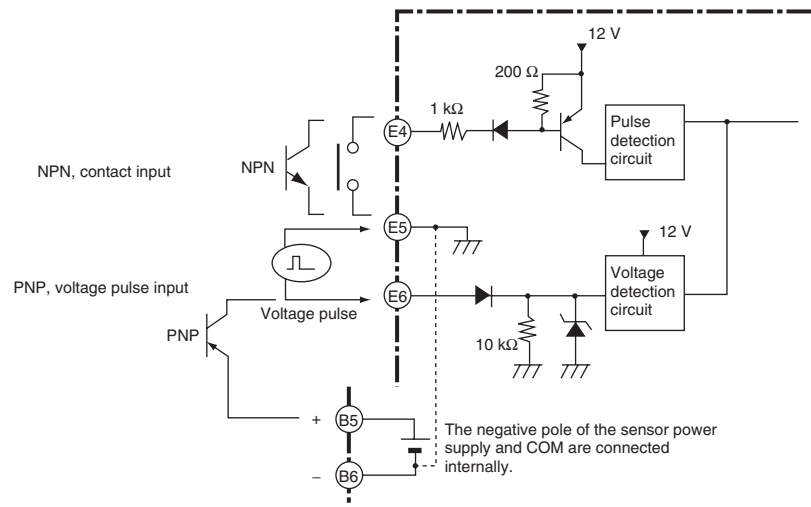 12 V
200 Ω
1 kΩ
E4
Pulse
detection
circuit
NPN, contact input
NPN
E5
12 V
PNP, voltage pulse input
Voltage pulse
E6
Voltage
detection
circuit
PNP
10 kΩ
+
B5
The negative pole of the sensor power
supply and COM are connected
internally.
–
B6